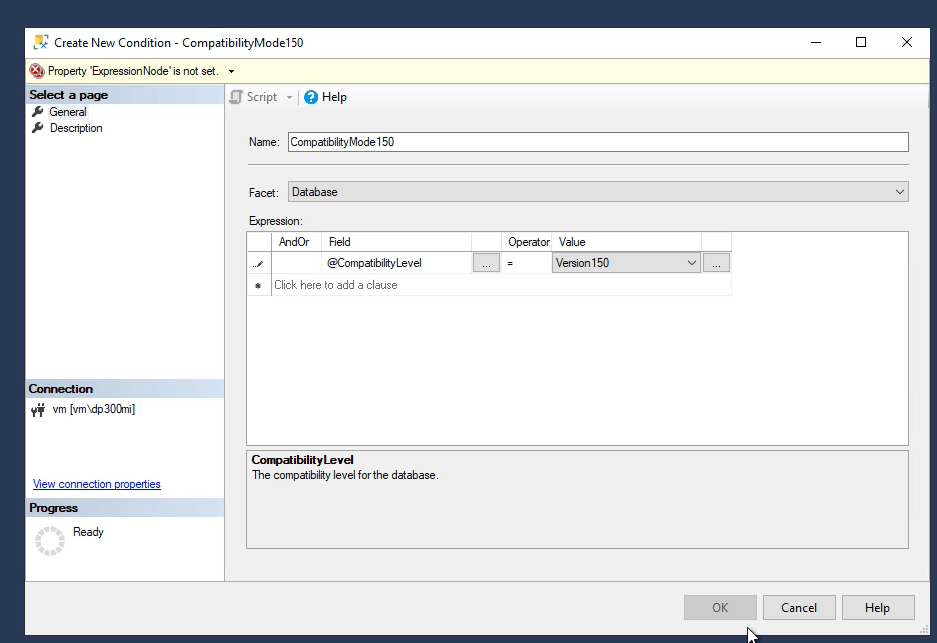 Create New Condition - CompatibilityMode150
Property 'ExpressionNode' is not set.
Select a page
General
Description
Script
Help
Name: CompatibilityMode150
Facet: Database
Expression:
AndOr Field Operator Value
@CompatibilityLevel ... = Version150 ...
Click here to add a clause
CompatibilityLevel
The compatibility level for the database.
Connection
vm [vm\dp300mi]
View connection properties
Progress
Ready
OK Cancel Help